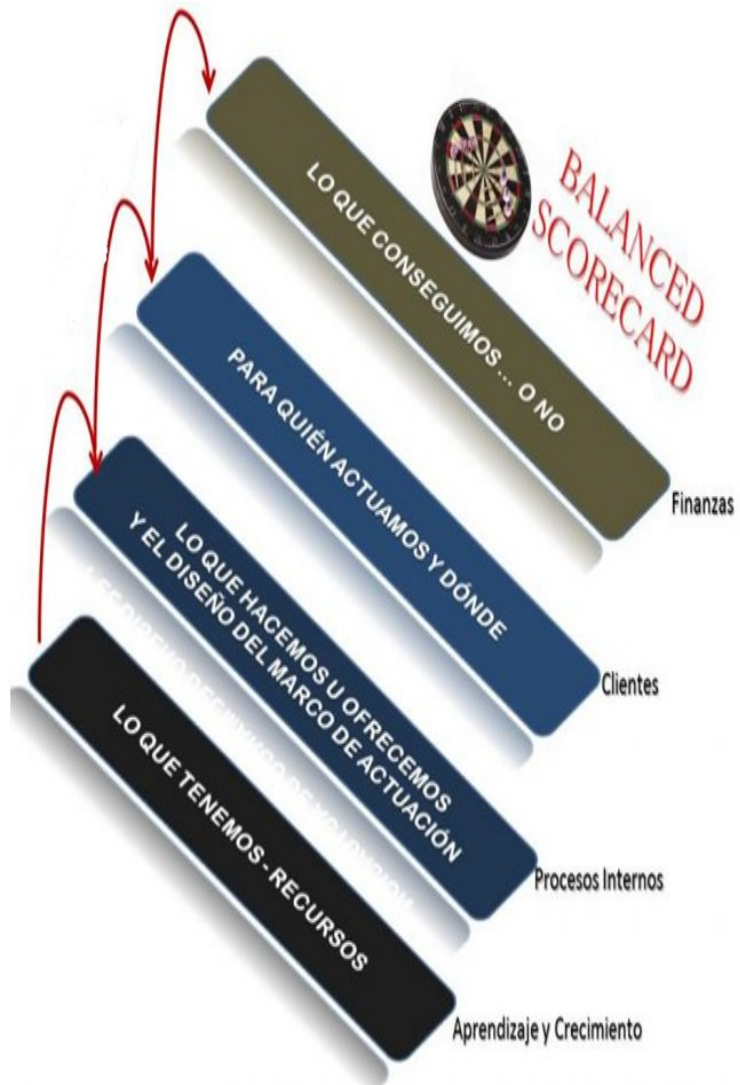 BALANCED
SCORECARD
LO QUE CONSEGUIMOS ... O NO
Finanzas
PARA QUIÉN ACTUAMOS Y DÓNDE
Clientes
LO QUE HACEMOS U OFRECEMOS
Y EL DISEÑO DEL MARCO DE ACTUACIÓN
Procesos Internos
LO QUE TENEMOS - RECURSOS
Aprendizaje y Crecimiento